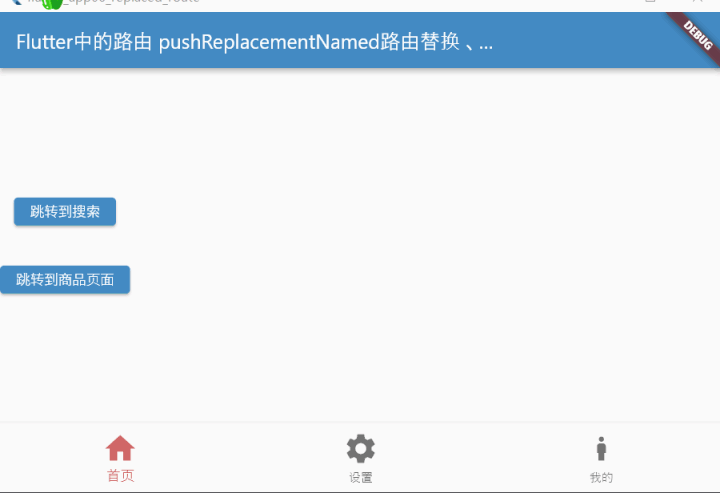 Flutter中的路由 pushReplacementNamed路由替换、...
DEBUG
跳转到搜索
跳转到商品页面
首页
设置
我的